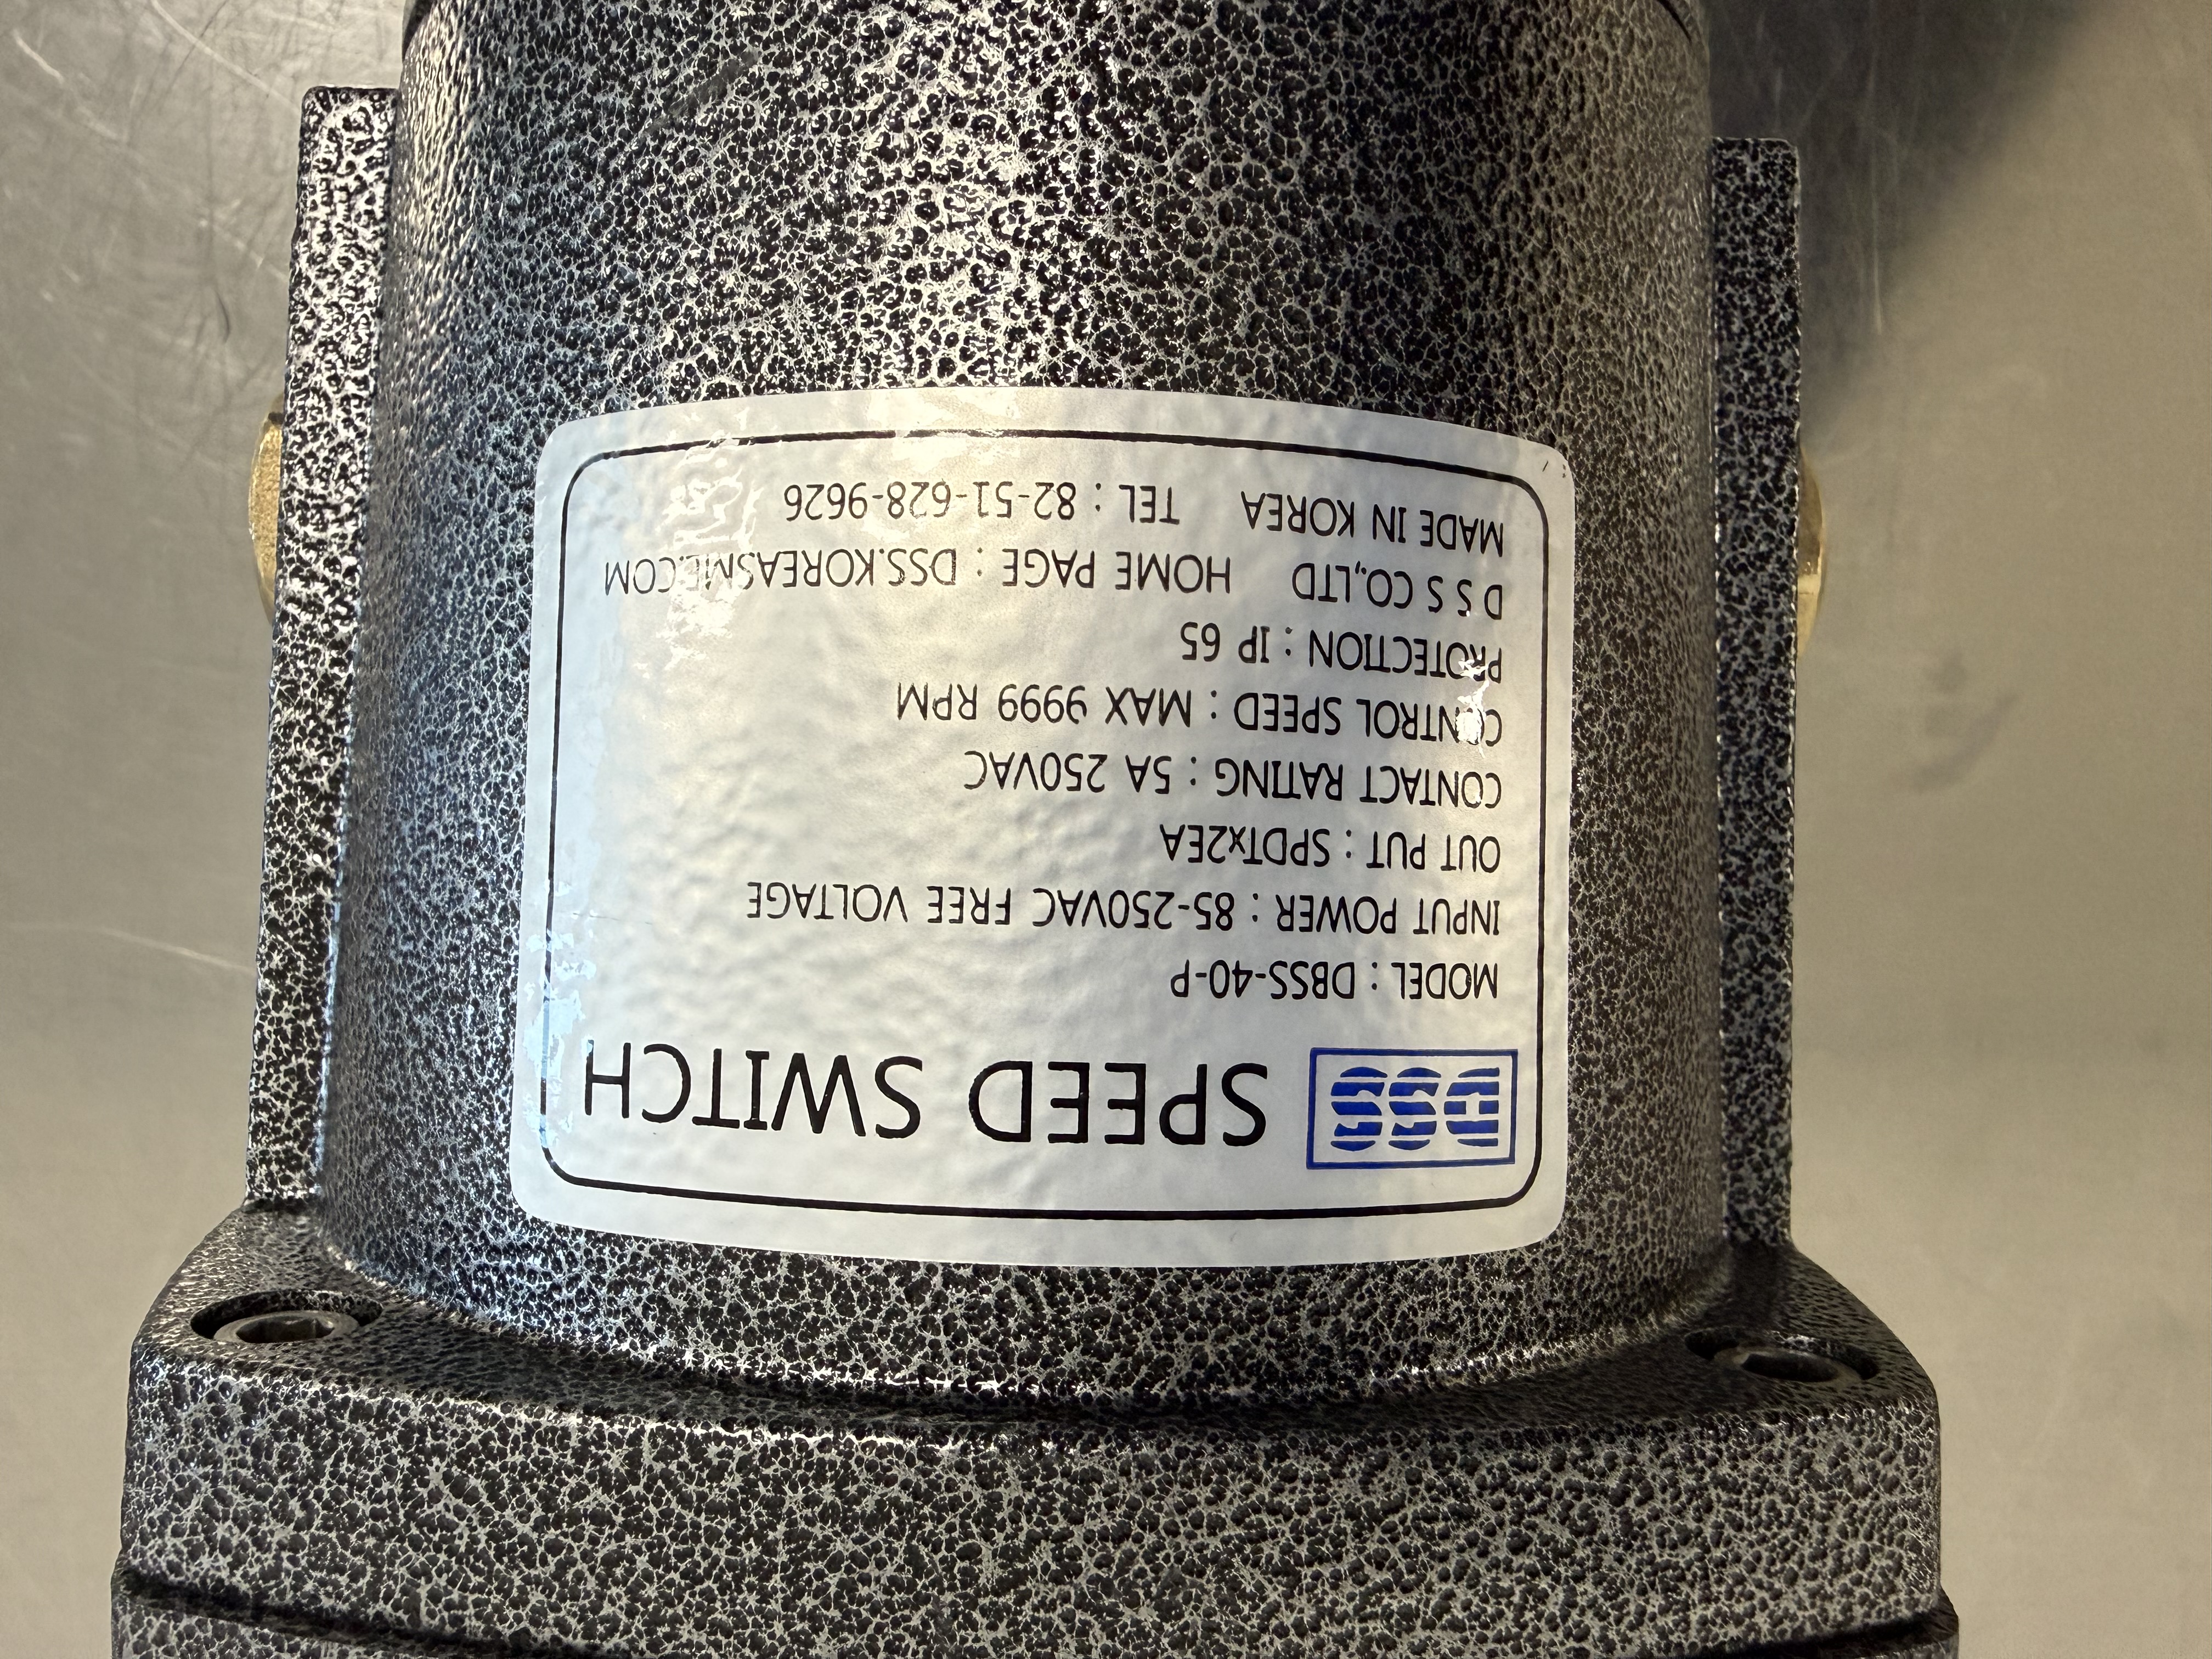 DSS SPEED SWITCH
MODEL : DBSS-40-P
INPUT POWER : 85-250VAC FREE VOLTAGE
OUT PUT : SPDTx2EA
CONTACT RATING : 5A 250VAC
CONTROL SPEED : MAX 9999 RPM
PROTECTION : IP 65
D S S CO.,LTD HOME PAGE : DSS.KOREASME.COM
MADE IN KOREA TEL : 82-51-628-9626